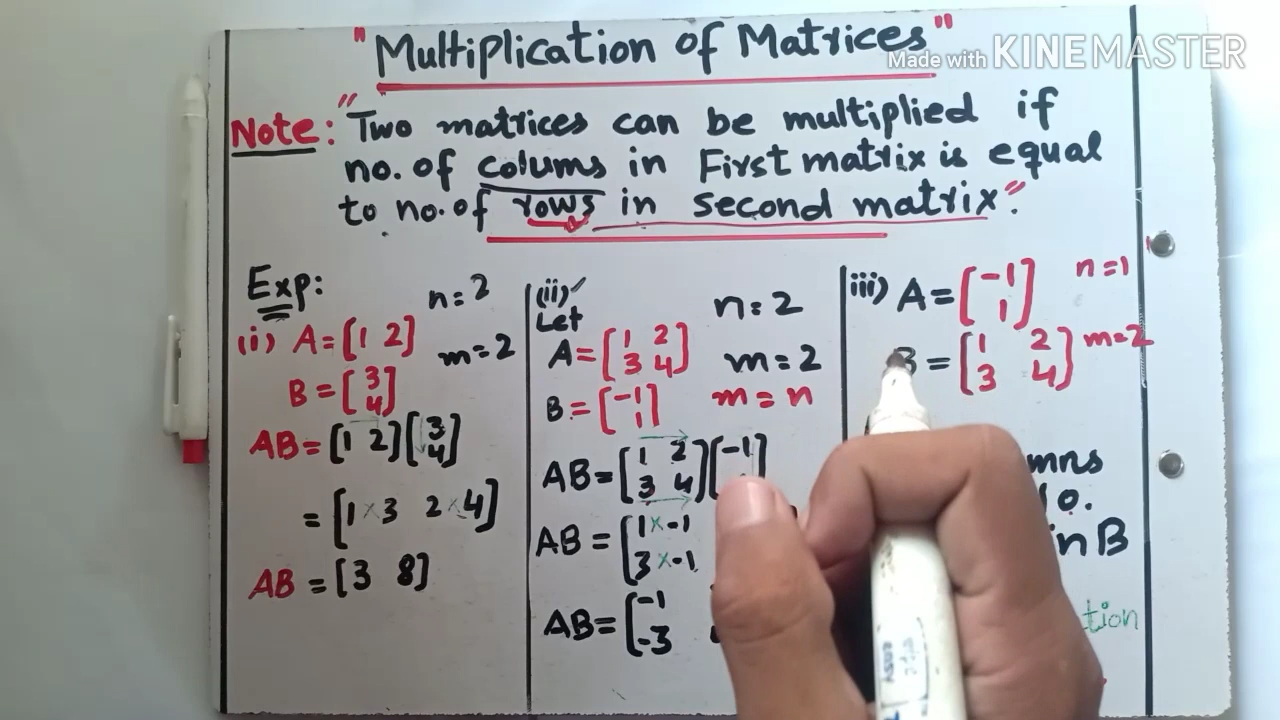 "Multiplication of Matrices"
Made with KINEMASTER
Note: "Two matrices can be multiplied if
no. of colums in First matrix is equal
to no. of rows in second matrix".
Exp:
n=2
(i) A=[1 2]
m=2
B=[3
4]
AB=[1 2][3
4]
=[1×3 2×4]
AB=[3 8]
(ii)
Let
n=2
A=[1 2
3 4]
m=2
B=[-1
1]
m=n
AB=[1 2
3 4][-1
AB=[1×-1
3×-1
AB=[-1
-3
iii) A=[-1
1]
n=1
B=[1 2
3 4]
m=2
mns
in B
tion